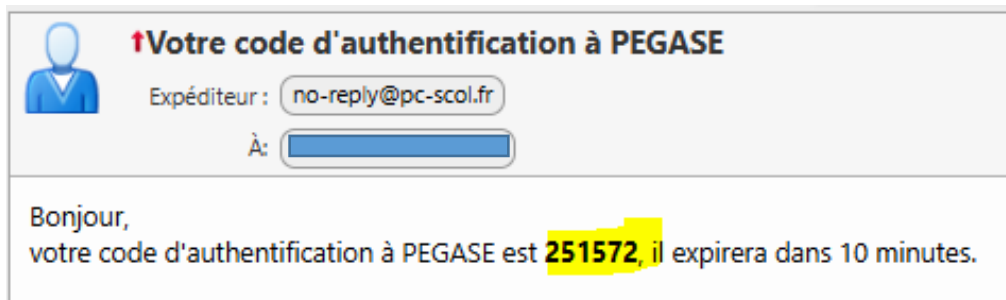 Votre code d'authentification à PEGASE
Expéditeur : no-reply@pc-scol.fr
À:
Bonjour,
votre code d'authentification à PEGASE est 251572, il expirera dans 10 minutes.